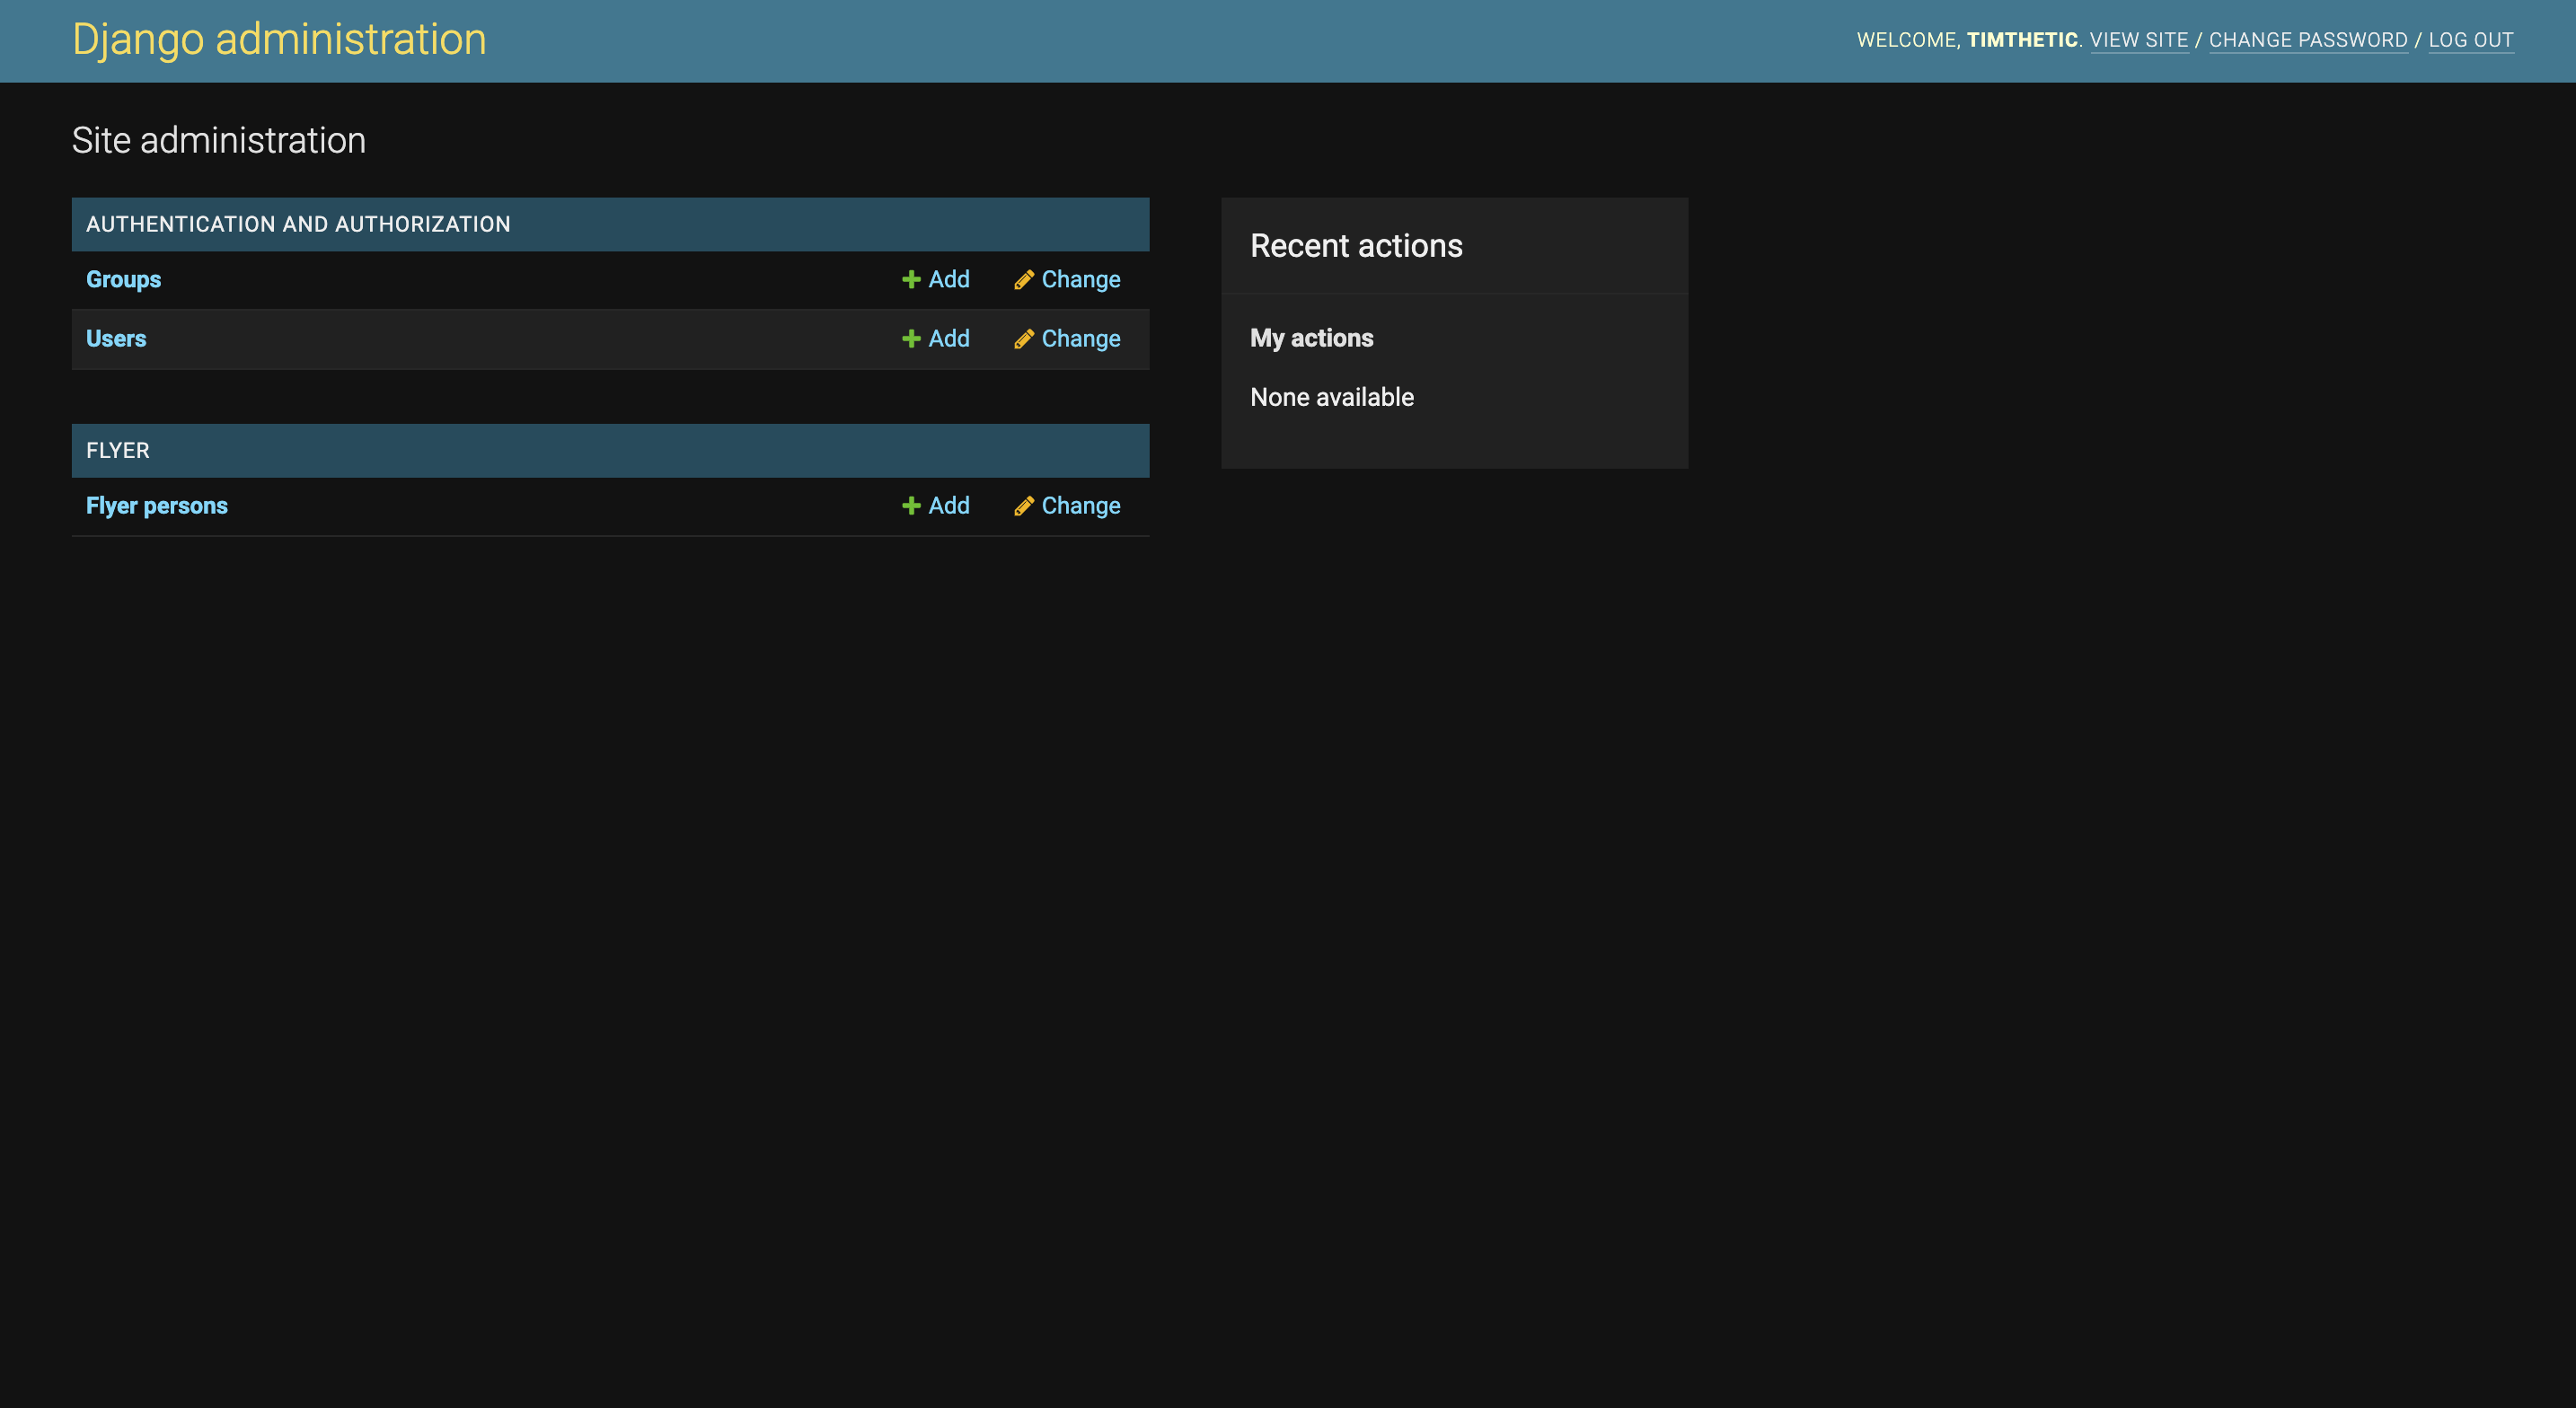 Django administration
WELCOME, TIMTHETIC. VIEW SITE / CHANGE PASSWORD / LOG OUT
Site administration
AUTHENTICATION AND AUTHORIZATION
Groups Add Change
Users Add Change
FLYER
Flyer persons Add Change
Recent actions
My actions
None available